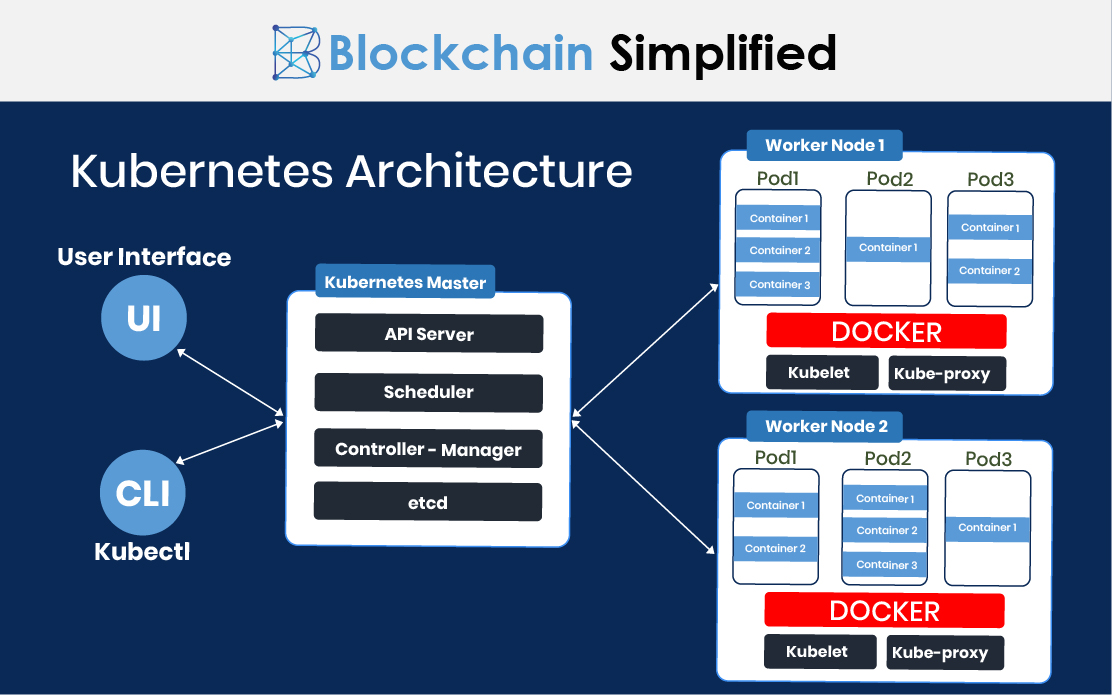 Blockchain Simplified
Kubernetes Architecture
User Interface
UI
CLI
Kubectl
Kubernetes Master
API Server
Scheduler
Controller - Manager
etcd
Worker Node 1
Pod1
Container 1
Container 2
Container 3
Pod2
Container 1
Pod3
Container 1
Container 2
DOCKER
Kubelet
Kube-proxy
Worker Node 2
Pod1
Container 1
Container 2
Pod2
Container 1
Container 2
Container 3
Pod3
Container 1
DOCKER
Kubelet
Kube-proxy